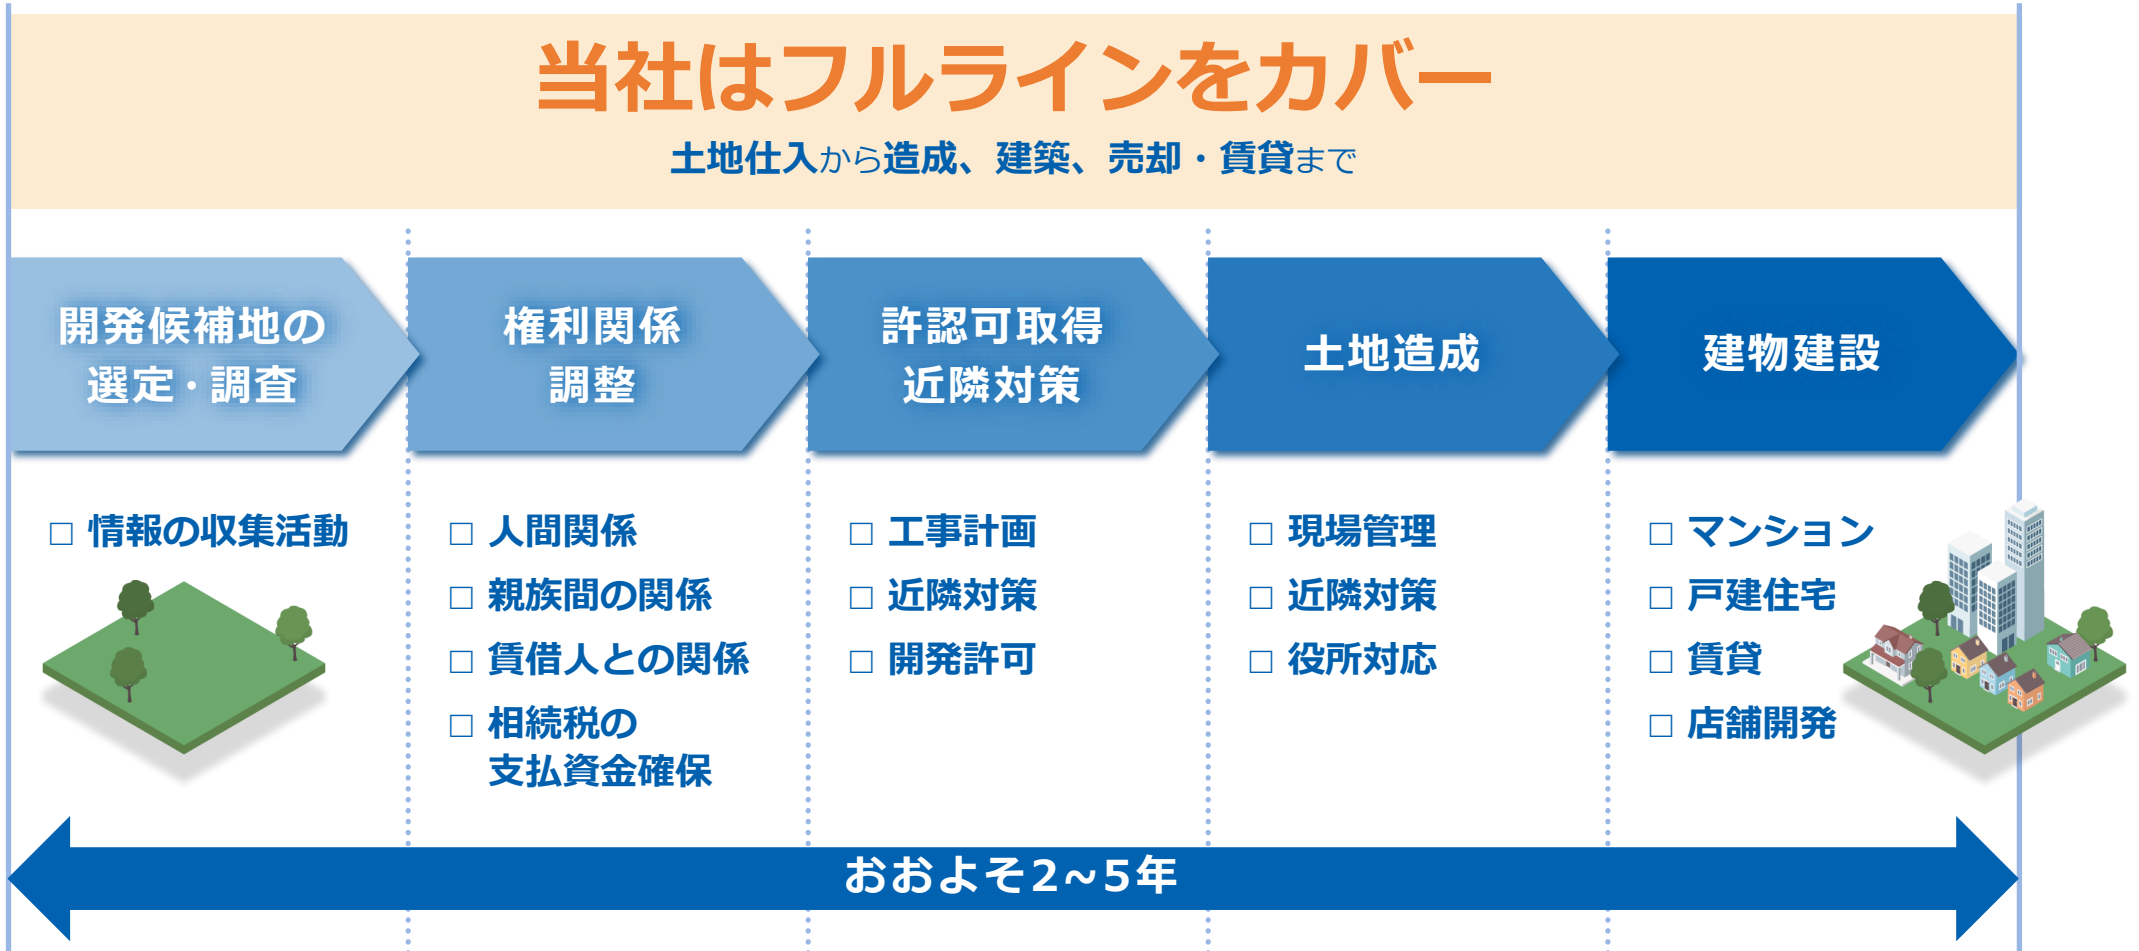 当社はフルラインをカバー
土地仕入から造成、建築、売却・賃貸まで
開発候補地の
選定・調査
権利関係
調整
許認可取得
近隣対策
土地造成
建物建設
□ 情報の収集活動
□ 人間関係
□ 親族間の関係
□ 賃借人との関係
□ 相続税の
支払資金確保
□ 工事計画
□ 近隣対策
□ 開発許可
□ 現場管理
□ 近隣対策
□ 役所対応
□ マンション
□ 戸建住宅
□ 賃貸
□ 店舗開発
おおよそ2~5年